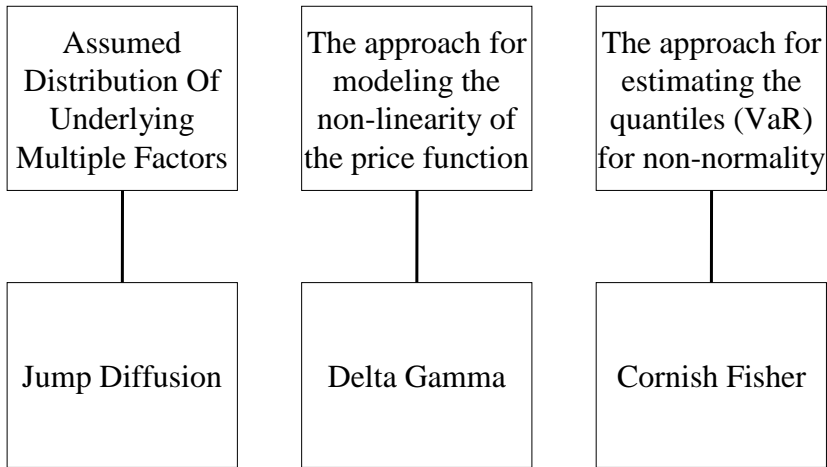 Assumed
Distribution Of
Underlying
Multiple Factors
The approach for
modeling the
non-linearity of
the price function
The approach for
estimating the
quantiles (VaR)
for non-normality
Jump Diffusion
Delta Gamma
Cornish Fisher